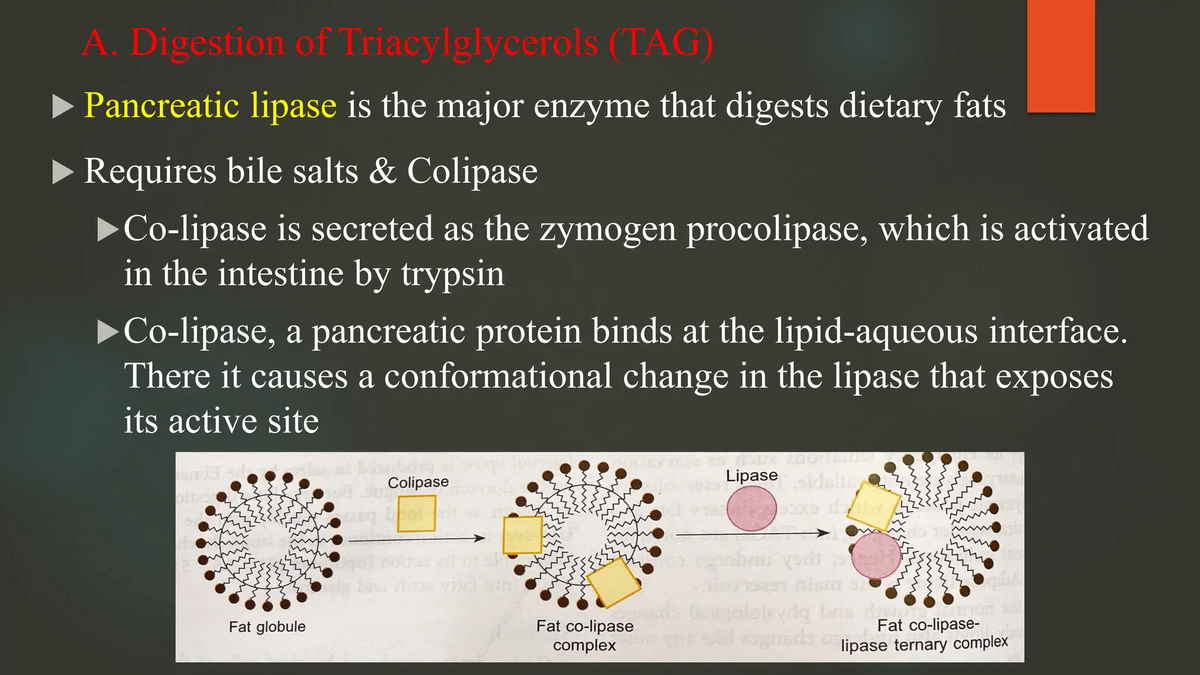 A. Digestion of Triacylglycerols (TAG)
Pancreatic lipase is the major enzyme that digests dietary fats
Requires bile salts & Colipase
Co-lipase is secreted as the zymogen procolipase, which is activated
in the intestine by trypsin
Co-lipase, a pancreatic protein binds at the lipid-aqueous interface.
There it causes a conformational change in the lipase that exposes
its active site
Colipase
Lipase
Fat globule
Fat co-lipase
complex
Fat co-lipase-
lipase ternary complex